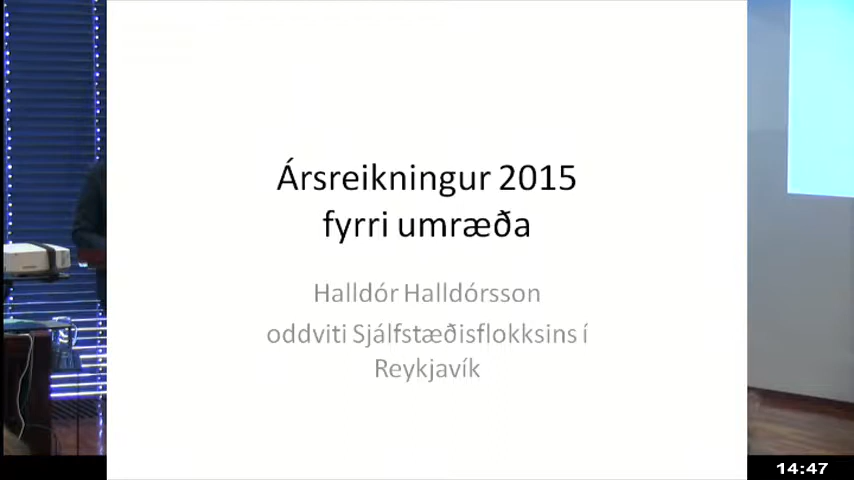 Ársreikningur 2015
fyrri umræða
Halldór Halldórsson
oddviti Sjálfstæðisflokksins í
Reykjavík
14:47